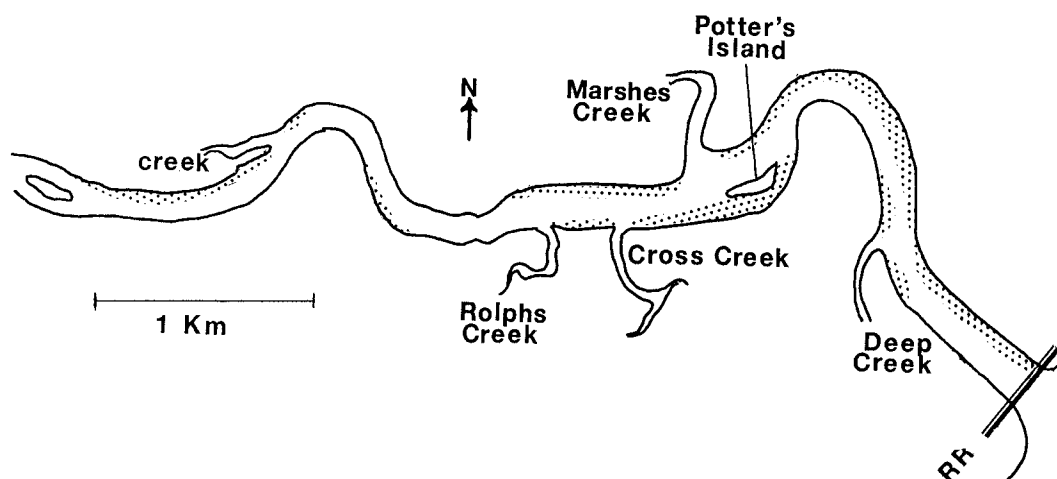 Potter's
Island
N
Marshes
Creek
creek
Cross Creek
1 Km
Rolphs
Creek
Deep
Creek
RR